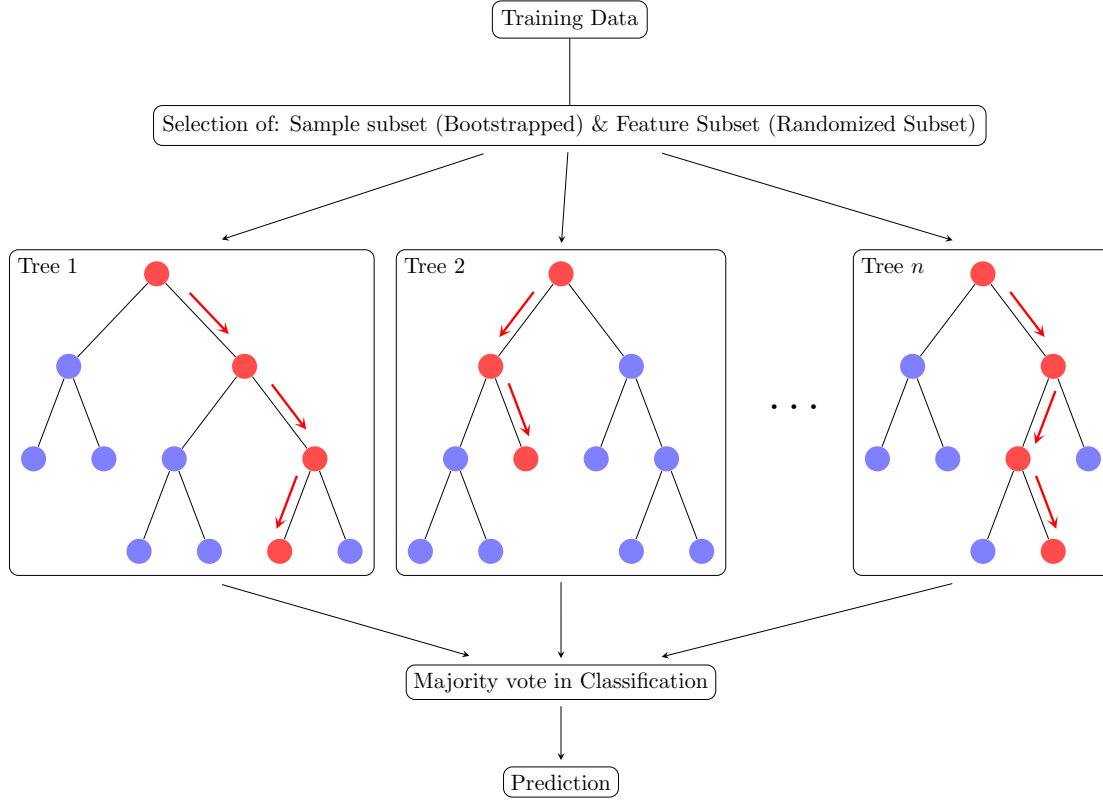 Training Data
Selection of: Sample subset (Bootstrapped) & Feature Subset (Randomized Subset)
Tree 1
Tree 2
Tree n
. . .
Majority vote in Classification
Prediction